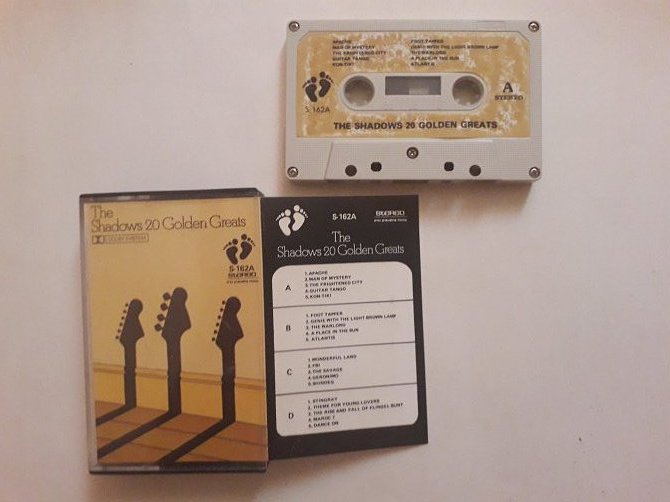 APACHE
MAN OF MYSTERY
THE FRIGHTENED CITY
GUITAR TANGO
KON-TIKI
FOOT TAPPER
GENIE WITH THE LIGHT BROWN LAMP
THE WARLORD
A PLACE IN THE SUN
ATLANTIS
A
STEREO
S 162A
THE SHADOWS 20 GOLDEN GREATS
The
Shadows 20 Golden Greats
DOLBY SYSTEM
S-162A
STEREO
S-162A
STEREO
The
Shadows 20 Golden Greats
A
1. APACHE
2. MAN OF MYSTERY
3. THE FRIGHTENED CITY
4. GUITAR TANGO
5. KON-TIKI
B
1. FOOT TAPPER
2. GENIE WITH THE LIGHT BROWN LAMP
3. THE WARLORD
4. A PLACE IN THE SUN
5. ATLANTIS
C
1. WONDERFUL LAND
2. FBI
3. THE SAVAGE
4. GERONIMO
D
1. STINGRAY
2. THEME FOR YOUNG LOVERS
3. THE RISE AND FALL OF FLINGEL BUNT
4. MAROC 7
5. DANCE ON